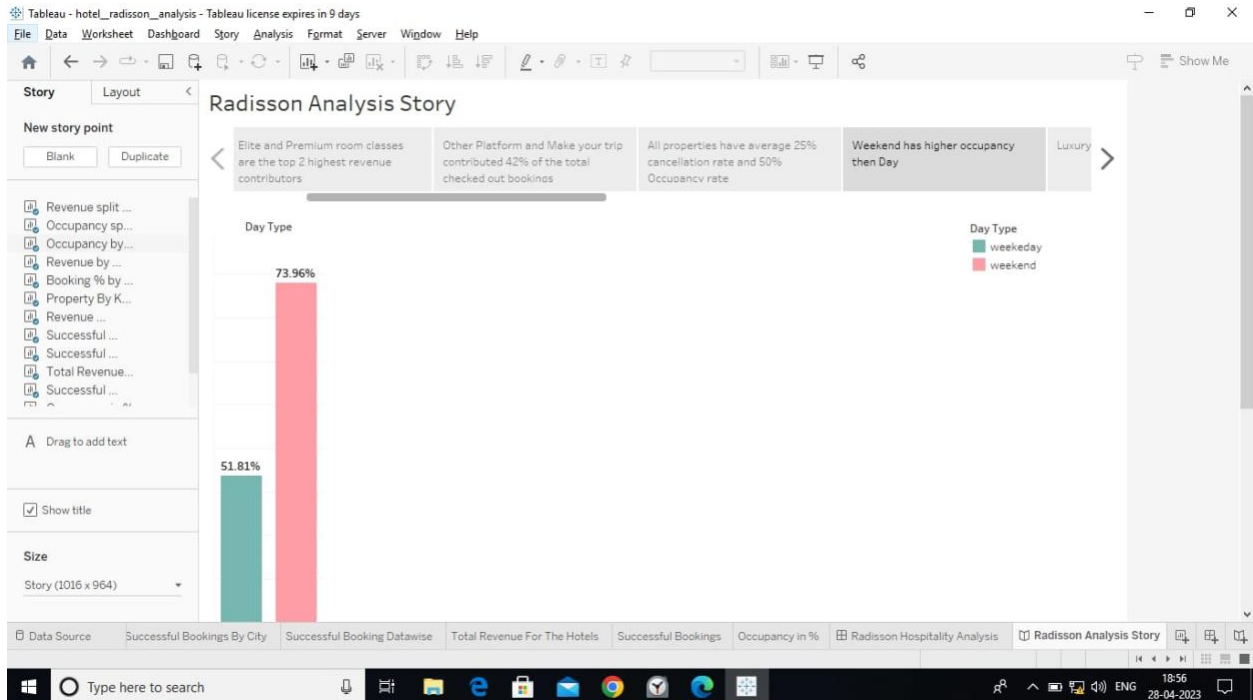 Tableau - hotel__radisson__analysis - Tableau license expires in 9 days
File Data Worksheet Dashboard Story Analysis Format Server Window Help
Show Me
Story Layout
Radisson Analysis Story
New story point
Blank Duplicate
Elite and Premium room classes
are the top 2 highest revenue
contributors
Other Platform and Make your trip
contributed 42% of the total
checked out bookings
All properties have average 25%
cancellation rate and 50%
Occupancy rate
Weekend has higher occupancy
then Day
Luxury
Revenue split ...
Occupancy sp...
Occupancy by...
Revenue by ...
Booking % by ...
Property By K...
Revenue ...
Successful ...
Successful ...
Total Revenue...
Successful ...
Day Type
73.96%
51.81%
Day Type
weekeday
weekend
A Drag to add text
Show title
Size
Story (1016 x 964)
Data Source Successful Bookings By City Successful Booking Datawise Total Revenue For The Hotels Successful Bookings Occupancy in % Radisson Hospitality Analysis Radisson Analysis Story
Type here to search
ENG
18:56
28-04-2023